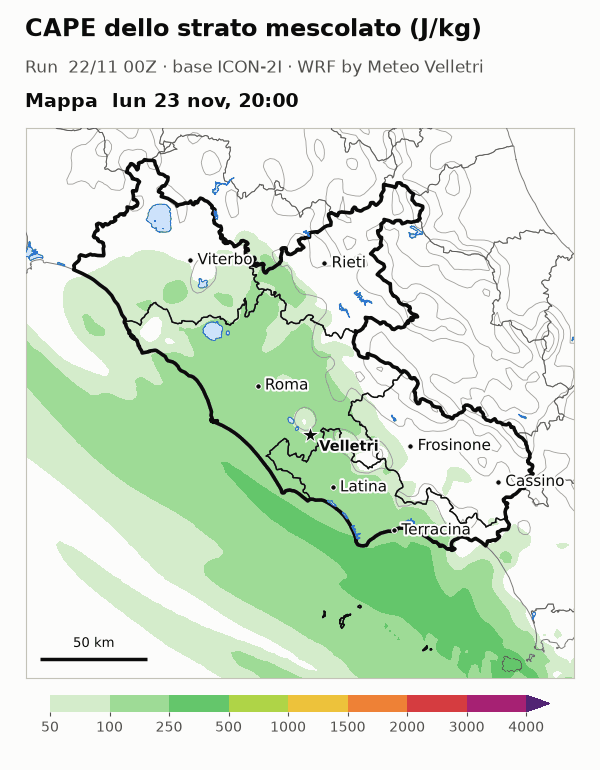 CAPE dello strato mescolato (J/kg)
Run  22/11 00Z · base ICON-2I · WRF by Meteo Velletri
Mappa  lun 23 nov, 20:00
Viterbo
Rieti
Roma
Velletri
Frosinone
Latina
Cassino
Terracina
50 km
50 100 250 500 1000 1500 2000 3000 4000